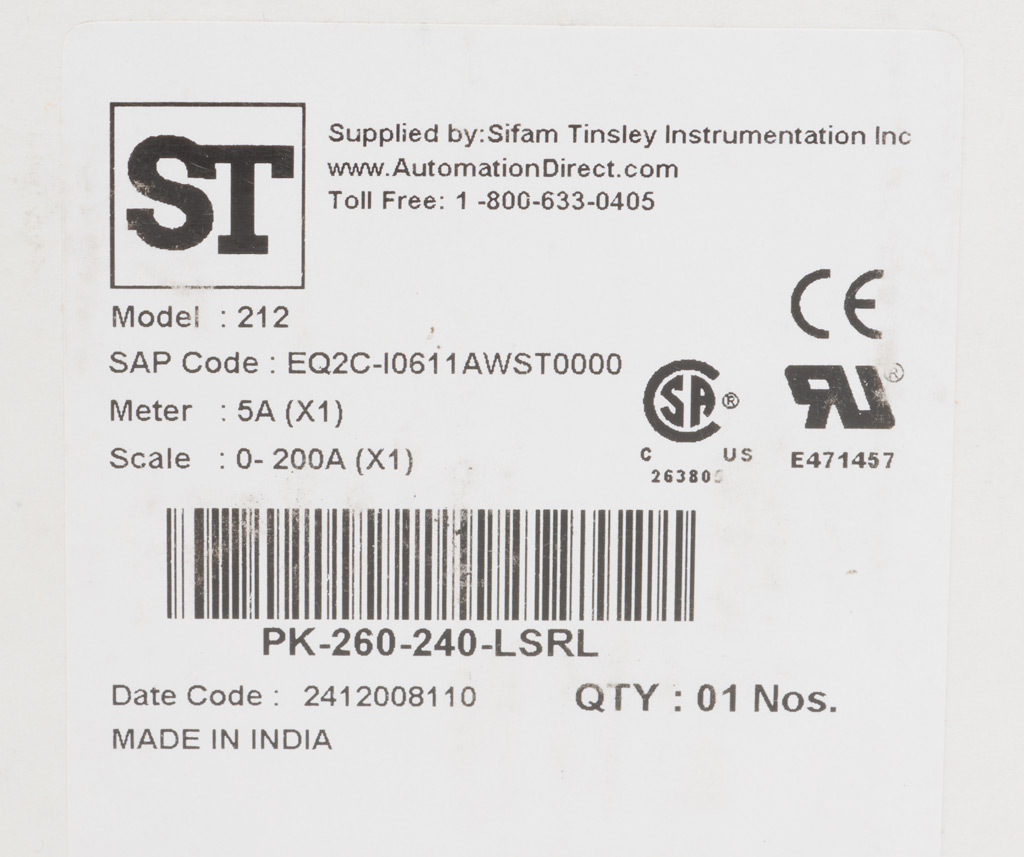 ST
Supplied by:Sifam Tinsley Instrumentation Inc
www.AutomationDirect.com
Toll Free: 1 -800-633-0405
CE
Model : 212
SAP Code : EQ2C-I0611AWST0000
Meter : 5A (X1)
Scale : 0- 200A (X1)
SA ®
C US
RU ®
E471457
PK-260-240-LSRL
Date Code : 2412008110
QTY : 01 Nos.
MADE IN INDIA